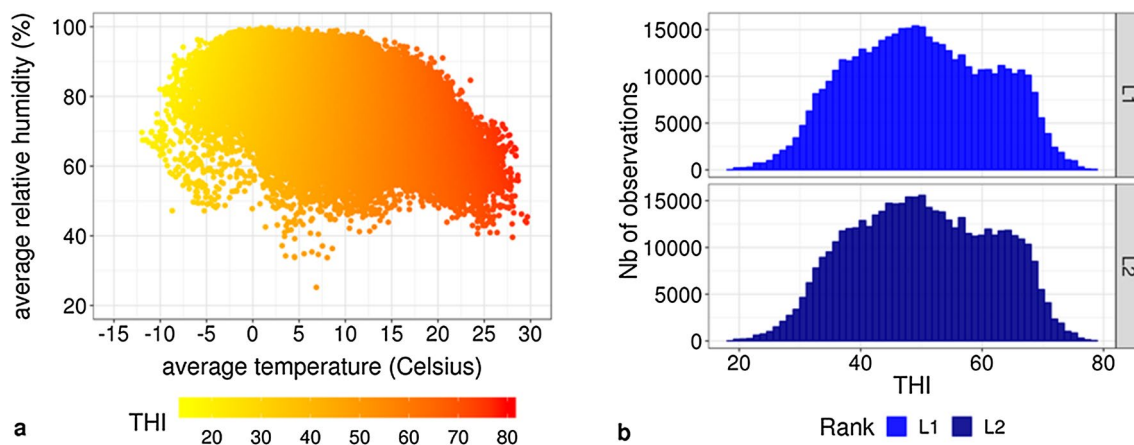 average relative humidity (%)
100
80
60
40
20
-15 -10 -5 0 5 10 15 20 25 30
average temperature (Celsius)
THI
20 30 40 50 60 70 80
a
Nb of observations
15000
10000
5000
0
L1
15000
10000
5000
0
L2
20 40 60 80
THI
Rank L1 L2
b